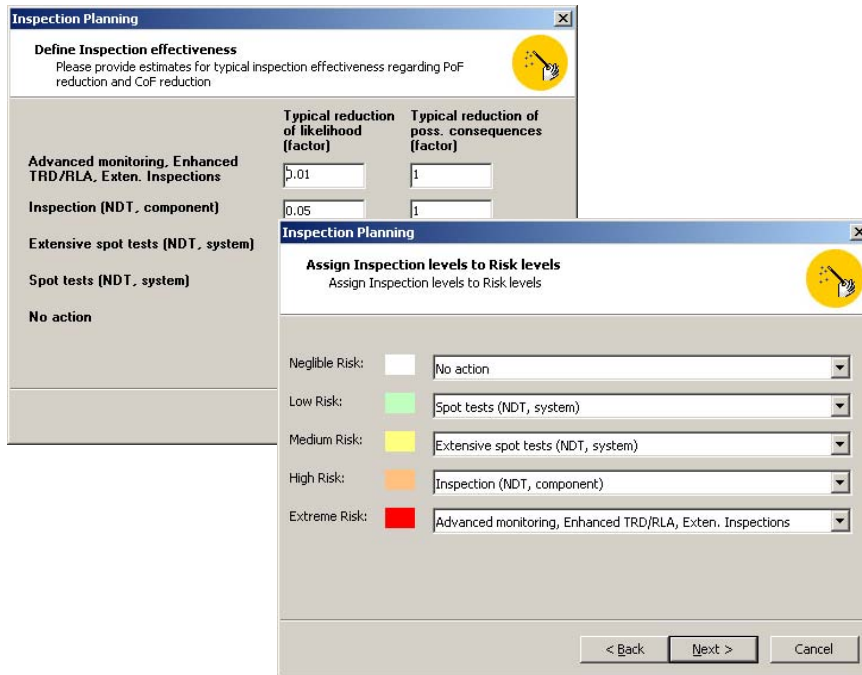 Inspection Planning
Define Inspection effectiveness
Please provide estimates for typical inspection effectiveness regarding PoF
reduction and CoF reduction
Typical reduction
of likelihood
(factor)
Typical reduction of
poss. consequences
(factor)
Advanced monitoring, Enhanced
TRD/RLA, Exten. Inspections
0.01
1
Inspection (NDT, component)
0.05
1
Extensive spot tests (NDT, system)
Spot tests (NDT, system)
No action
Inspection Planning
Assign Inspection levels to Risk levels
Assign Inspection levels to Risk levels
Neglible Risk:
No action
Low Risk:
Spot tests (NDT, system)
Medium Risk:
Extensive spot tests (NDT, system)
High Risk:
Inspection (NDT, component)
Extreme Risk:
Advanced monitoring, Enhanced TRD/RLA, Exten. Inspections
< Back
Next >
Cancel